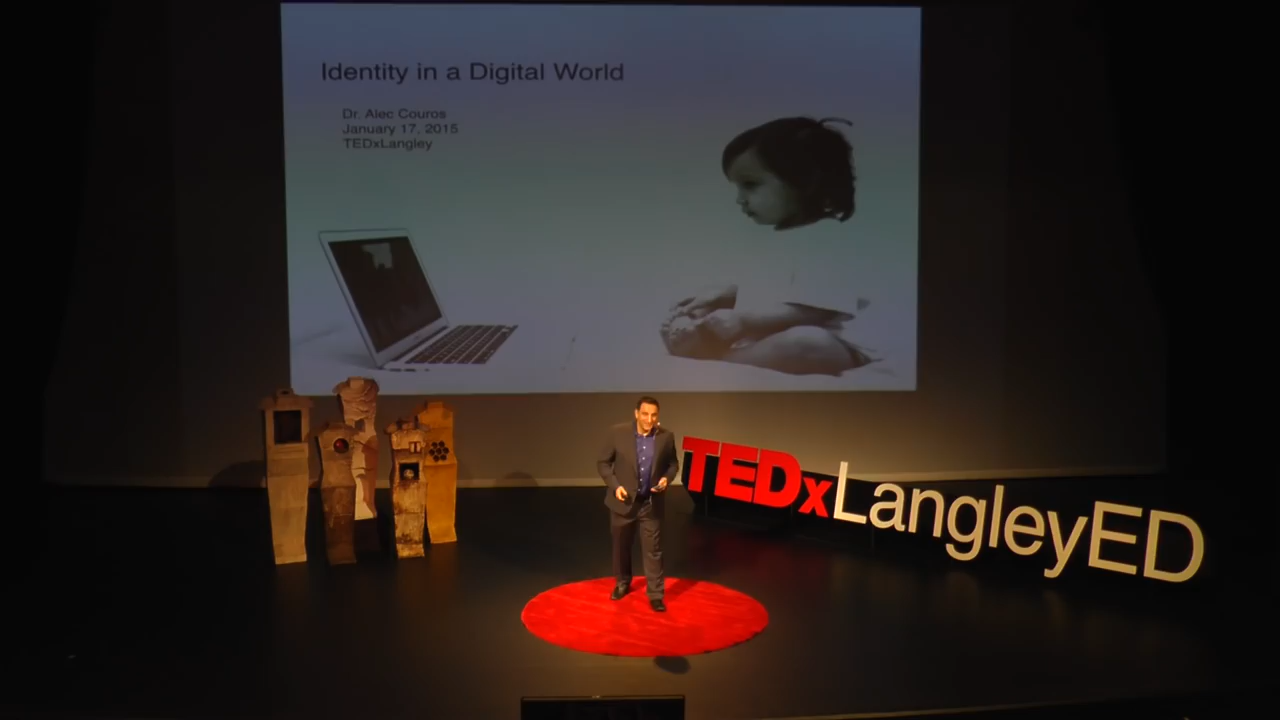 Identity in a Digital World
Dr. Alec Couros
January 17, 2015
TEDxLangley
TEDxLangleyED